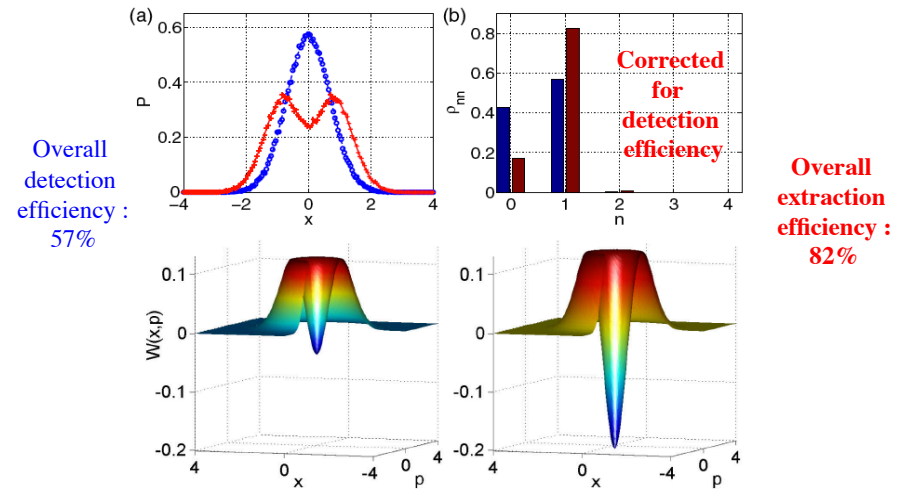 (a)
0.6
0.4
0.2
0
P
−4
−2
0
2
4
x
(b)
0.8
0.6
0.4
0.2
0
ρnn
0
1
2
3
4
n
Corrected
for
detection
efficiency
Overall
detection
efficiency :
57%
Overall
extraction
efficiency :
82%
0.1
0
-0.1
-0.2
W(x,p)
4
0
-4
x
0
4
p
0.1
0
-0.1
-0.2
4
0
-4
x
0
4
p